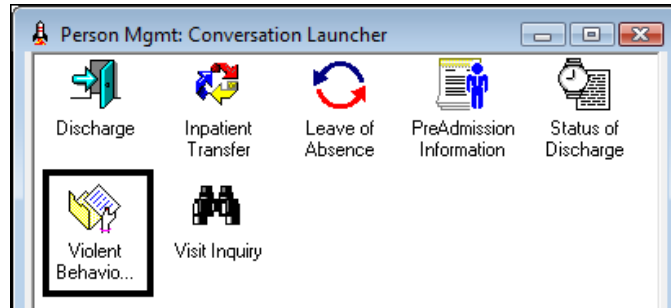 Person Mgmt: Conversation Launcher
Discharge
Inpatient
Transfer
Leave of
Absence
PreAdmission
Information
Status of
Discharge
Violent
Behavio...
Visit Inquiry